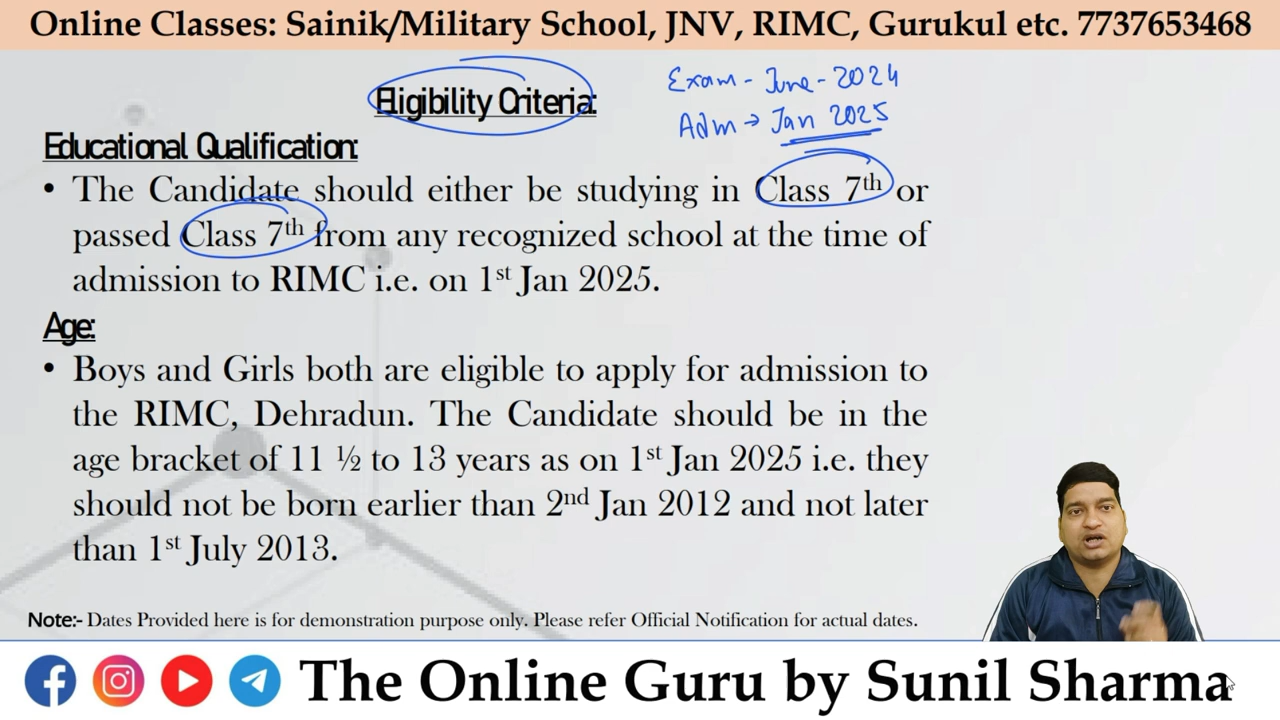 Online Classes: Sainik/Military School, JNV, RIMC, Gurukul etc. 7737653468
Eligibility Criteria:
Exam - June - 2024
Adm → Jan 2025
Educational Qualification:
• The Candidate should either be studying in Class 7th or
passed Class 7th from any recognized school at the time of
admission to RIMC i.e. on 1st Jan 2025.
Age:
• Boys and Girls both are eligible to apply for admission to
the RIMC, Dehradun. The Candidate should be in the
age bracket of 11 ½ to 13 years as on 1st Jan 2025 i.e. they
should not be born earlier than 2nd Jan 2012 and not later
than 1st July 2013.
Note:- Dates Provided here is for demonstration purpose only. Please refer Official Notification for actual dates.
The Online Guru by Sunil Sharma